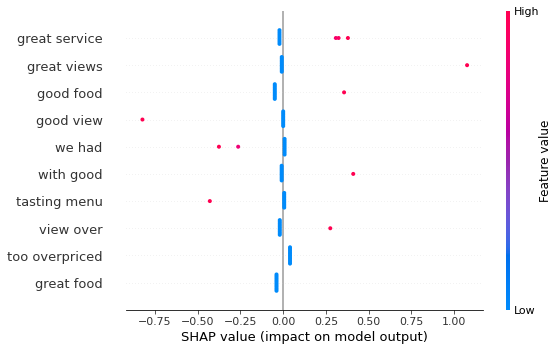 High
great service
great views
good food
good view
we had
with good
tasting menu
view over
too overpriced
great food
Feature value
Low
−0.75 −0.50 −0.25 0.00 0.25 0.50 0.75 1.00
SHAP value (impact on model output)